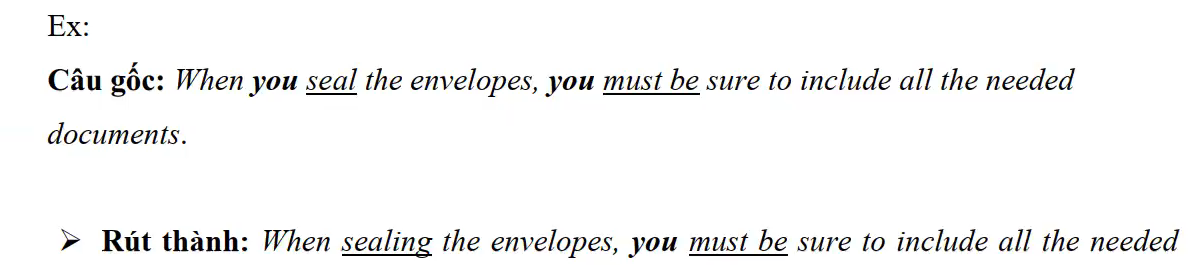 Ex:
Câu gốc: When you seal the envelopes, you must be sure to include all the needed
documents.
➢ Rút thành: When sealing the envelopes, you must be sure to include all the needed